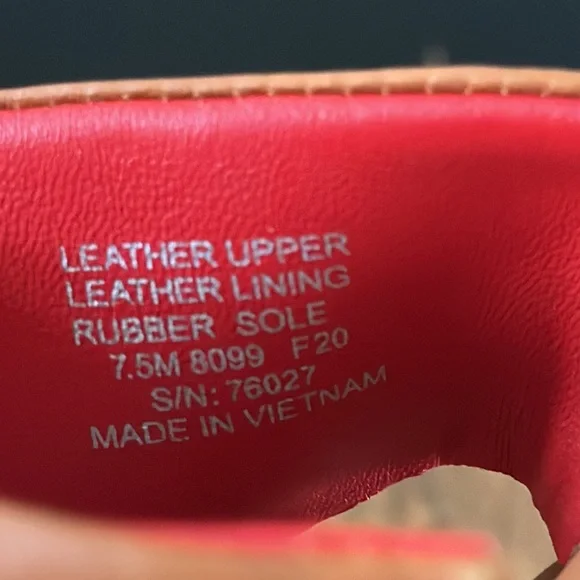 LEATHER UPPER
LEATHER LINING
RUBBER SOLE
7.5M 8099 F20
S/N: 76027
MADE IN VIETNAM